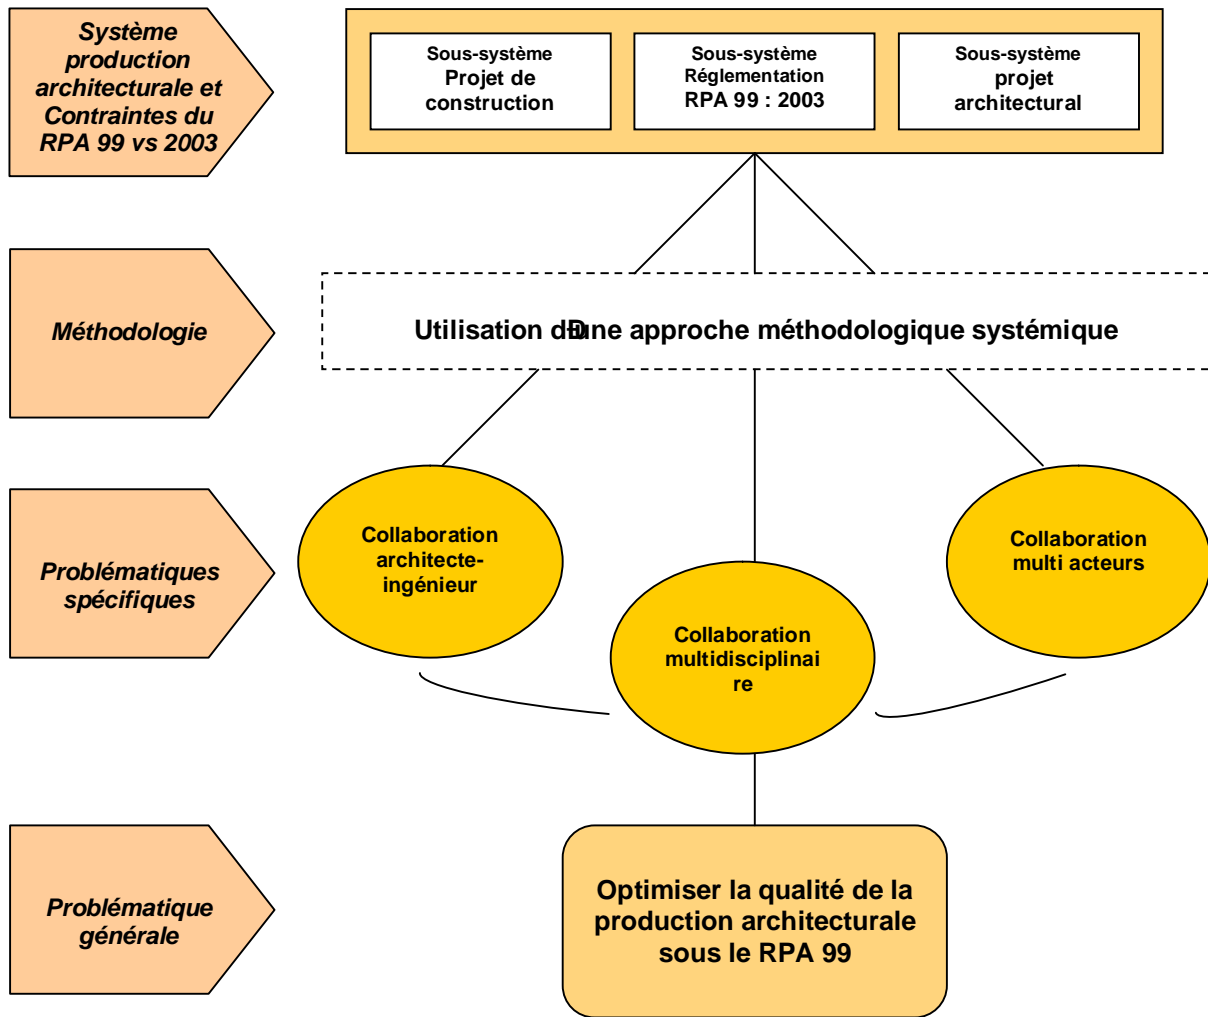 Système
production
architecturale et
Contraintes du
RPA 99 vs 2003
Sous-système
Projet de
construction
Sous-système
Réglementation
RPA 99 : 2003
Sous-système
projet
architectural
Méthodologie
Utilisation d’une approche méthodologique systémique
Problématiques
spécifiques
Collaboration
architecte-
ingénieur
Collaboration
multidisciplinai
re
Collaboration
multi acteurs
Problématique
générale
Optimiser la qualité de la
production architecturale
sous le RPA 99